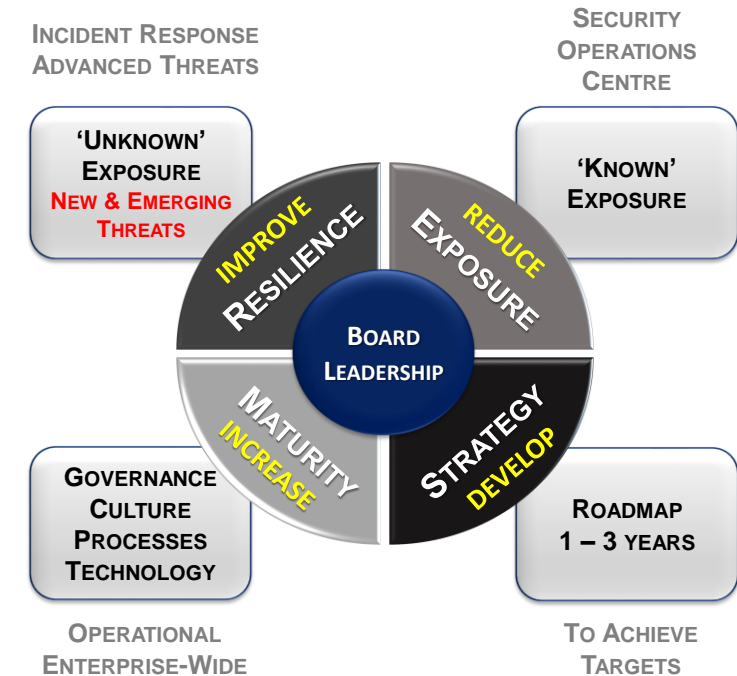 INCIDENT RESPONSE
ADVANCED THREATS
SECURITY
OPERATIONS
CENTRE
‘UNKNOWN’
EXPOSURE
NEW & EMERGING
THREATS
‘KNOWN’
EXPOSURE
IMPROVE
RESILIENCE
REDUCE
EXPOSURE
BOARD
LEADERSHIP
MATURITY
INCREASE
STRATEGY
DEVELOP
GOVERNANCE
CULTURE
PROCESSES
TECHNOLOGY
ROADMAP
1 – 3 YEARS
OPERATIONAL
ENTERPRISE-WIDE
TO ACHIEVE
TARGETS